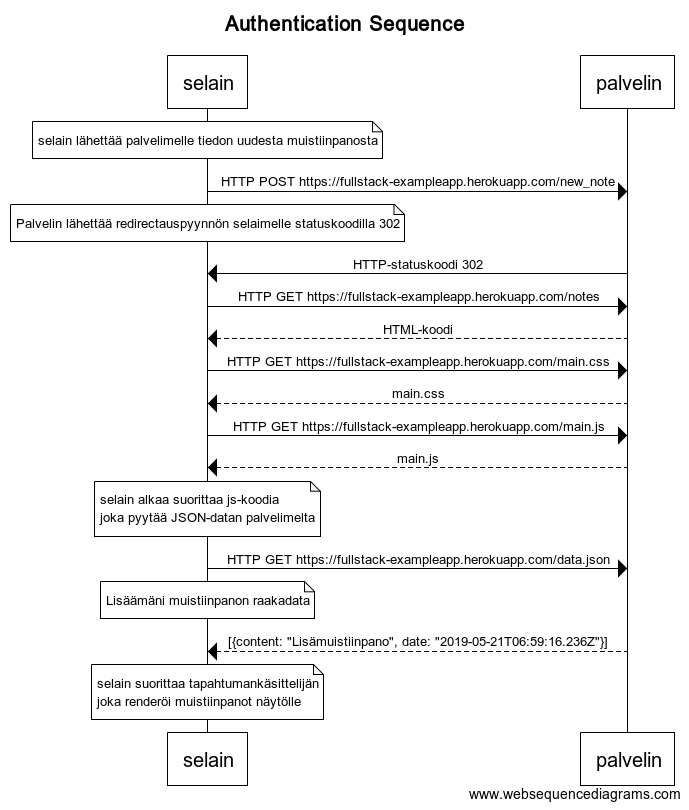 Authentication Sequence
selain
palvelin
selain lähettää palvelimelle tiedon uudesta muistiinpanosta
HTTP POST https://fullstack-exampleapp.herokuapp.com/new_note
Palvelin lähettää redirectauspyynnön selaimelle statuskoodilla 302
HTTP-statuskoodi 302
HTTP GET https://fullstack-exampleapp.herokuapp.com/notes
HTML-koodi
HTTP GET https://fullstack-exampleapp.herokuapp.com/main.css
main.css
HTTP GET https://fullstack-exampleapp.herokuapp.com/main.js
main.js
selain alkaa suorittaa js-koodia
joka pyytää JSON-datan palvelimelta
HTTP GET https://fullstack-exampleapp.herokuapp.com/data.json
Lisäämäni muistiinpanon raakadata
[{content: "Lisämuistiinpano", date: "2019-05-21T06:59:16.236Z"}]
selain suorittaa tapahtumankäsittelijän
joka renderöi muistiinpanot näytölle
selain
palvelin
www.websequencediagrams.com